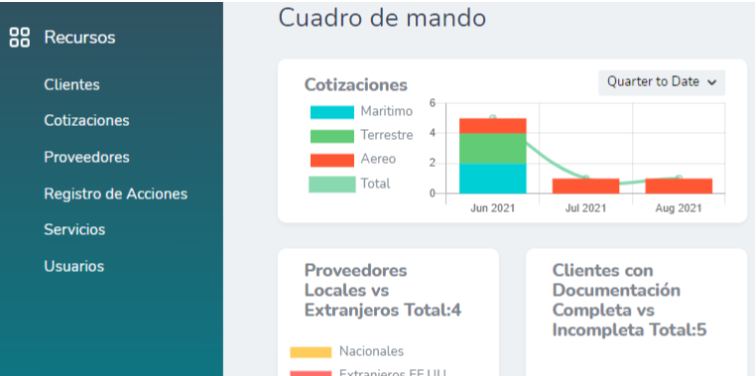 Cuadro de mando
Recursos
Clientes
Cotizaciones
Proveedores
Registro de Acciones
Servicios
Usuarios
Cotizaciones
Quarter to Date
Maritimo
Terrestre
Aereo
Total
6
4
2
0
Jun 2021
Jul 2021
Aug 2021
Proveedores
Locales vs
Extranjeros Total:4
Nacionales
Extranjeros EE.UU
Clientes con
Documentación
Completa vs
Incompleta Total:5